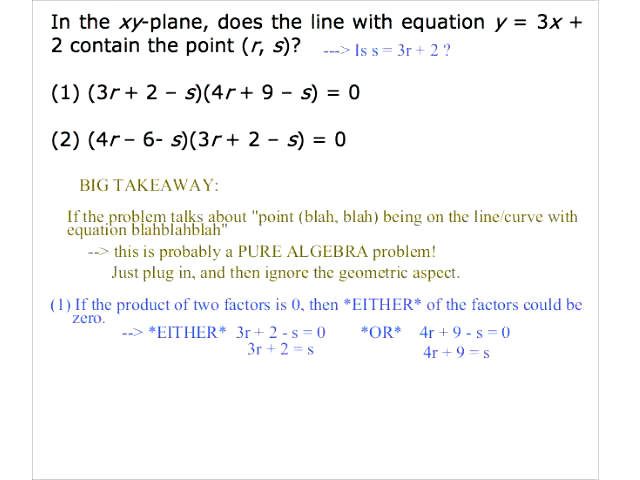 In the xy-plane, does the line with equation y = 3x +
2 contain the point (r, s)? ---> Is s = 3r + 2 ?
(1) (3r + 2 – s)(4r + 9 – s) = 0
(2) (4r – 6- s)(3r + 2 – s) = 0
BIG TAKEAWAY:
If the problem talks about "point (blah, blah) being on the line/curve with
equation blahblahblah"
--> this is probably a PURE ALGEBRA problem!
Just plug in, and then ignore the geometric aspect.
(1) If the product of two factors is 0, then *EITHER* of the factors could be
zero.
--> *EITHER* 3r + 2 - s = 0 *OR* 4r + 9 - s = 0
3r + 2 = s 4r + 9 = s